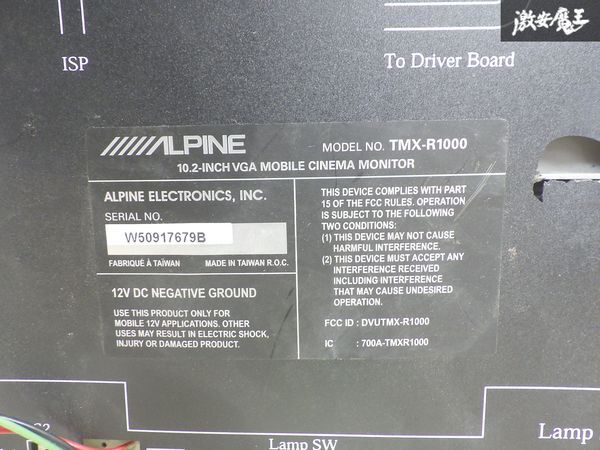 激安魔王
ISP
To Driver Board
ALPINE
MODEL NO. TMX-R1000
10.2-INCH VGA MOBILE CINEMA MONITOR
ALPINE ELECTRONICS, INC.
SERIAL NO.
W50917679B
FABRIQUÉ À TAÏWAN
MADE IN TAIWAN R.O.C.
12V DC NEGATIVE GROUND
USE THIS PRODUCT ONLY FOR
MOBILE 12V APPLICATIONS. OTHER
USES MAY RESULT IN ELECTRIC SHOCK,
INJURY OR DAMAGED PRODUCT.
THIS DEVICE COMPLIES WITH PART
15 OF THE FCC RULES. OPERATION
IS SUBJECT TO THE FOLLOWING
TWO CONDITIONS:
(1) THIS DEVICE MAY NOT CAUSE
HARMFUL INTERFERENCE.
(2) THIS DEVICE MUST ACCEPT ANY
INTERFERENCE RECEIVED
INCLUDING INTERFERENCE
THAT MAY CAUSE UNDESIRED
OPERATION.
FCC ID : DVUTMX-R1000
IC : 700A-TMXR1000
Lamp SW
Lamp